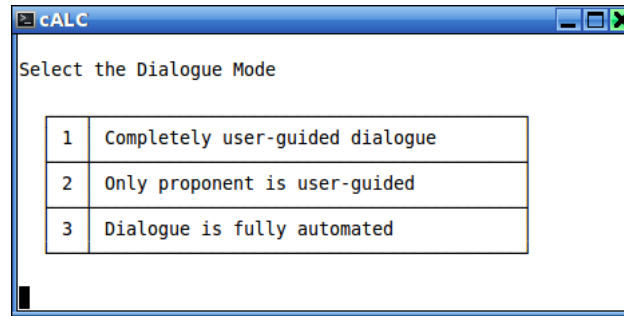 cALC
Select the Dialogue Mode
1 Completely user-guided dialogue
2 Only proponent is user-guided
3 Dialogue is fully automated